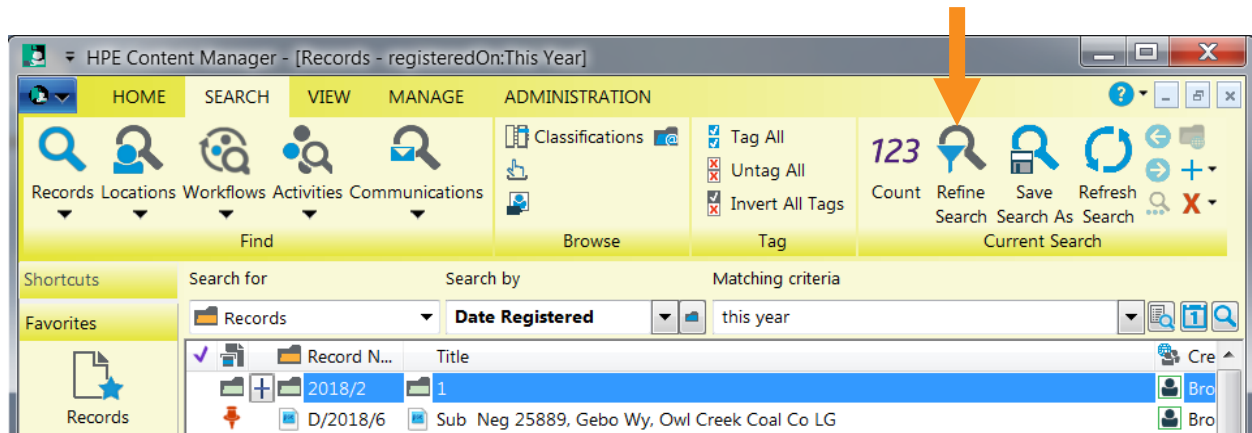 HPE Content Manager - [Records - registeredOn:This Year]
HOME SEARCH VIEW MANAGE ADMINISTRATION ?
Records Locations Workflows Activities Communications
Find
Classifications
Browse
Tag All
Untag All
Invert All Tags
Tag
123
Count Refine Search Save Search As Refresh Search
Current Search
Shortcuts
Search for Search by Matching criteria
Favorites
Records Date Registered this year 1
Record N... Title Cre
2018/2 1 Bro
Records
D/2018/6 Sub Neg 25889, Gebo Wy, Owl Creek Coal Co LG Bro